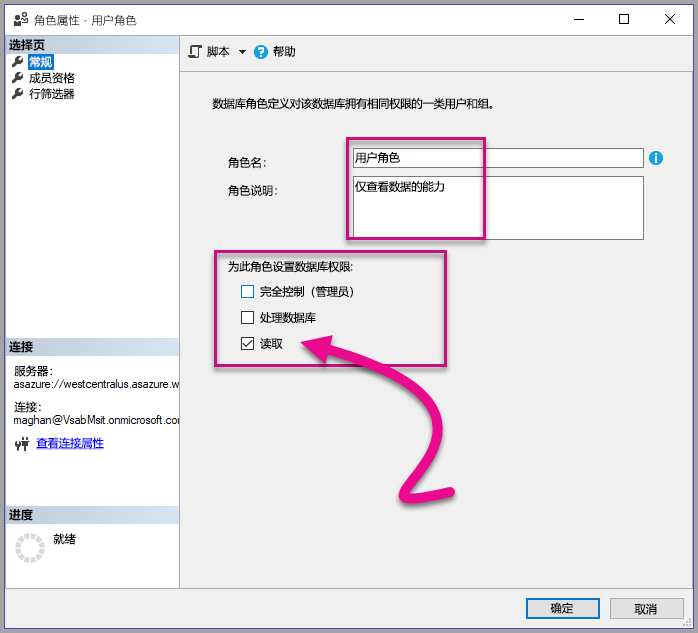 角色属性 - 用户角色
选择页
常规
成员资格
行筛选器
脚本
帮助
数据库角色定义对该数据库拥有相同权限的一类用户和组。
角色名:
用户角色
角色说明:
仅查看数据的能力
为此角色设置数据库权限:
完全控制（管理员）
处理数据库
读取
连接
服务器:
asazure://westcentralus.asazure.w
连接:
maghan@VsabMsit.onmicrosoft.co
查看连接属性
进度
就绪
确定
取消